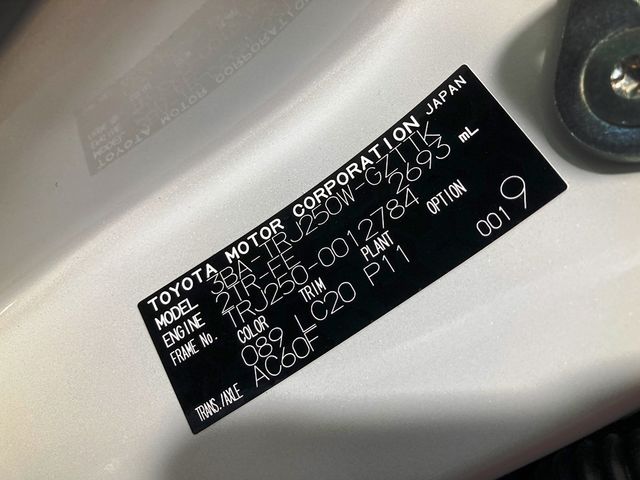 TOYOTA MOTOR CORPORATION JAPAN
MODEL 3BA-TRJ250W-GZTTK
ENGINE 2TR-FE 2693 mL
FRAME No. TRJ250-0012784
COLOR TRIM PLANT OPTION
089 LC20 P11 0019
TRANS./AXLE AC60F